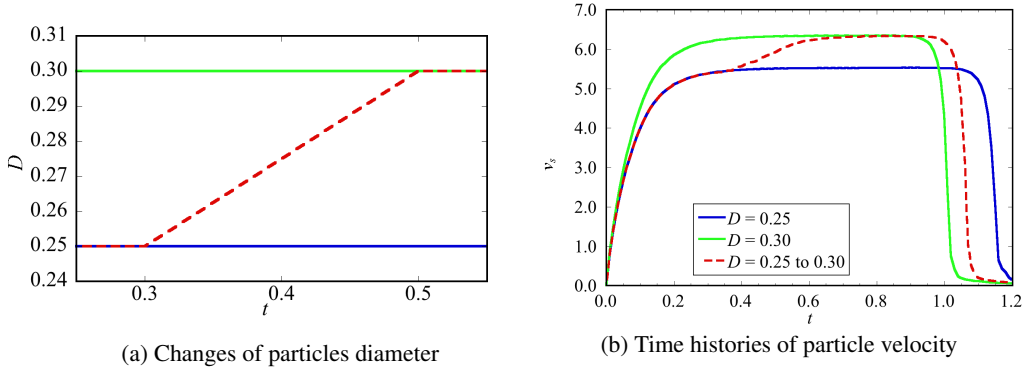 0.31
0.30
0.29
0.28
0.27
0.26
0.25
0.24
D
0.3
0.4
0.5
t
(a) Changes of particles diameter
7.0
6.0
5.0
4.0
3.0
2.0
1.0
0.0
vₛ
D = 0.25
D = 0.30
D = 0.25 to 0.30
0.0
0.2
0.4
0.6
0.8
1.0
1.2
t
(b) Time histories of particle velocity